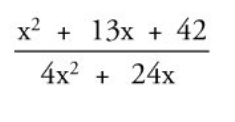 x² + 13x + 42
4x² + 24x